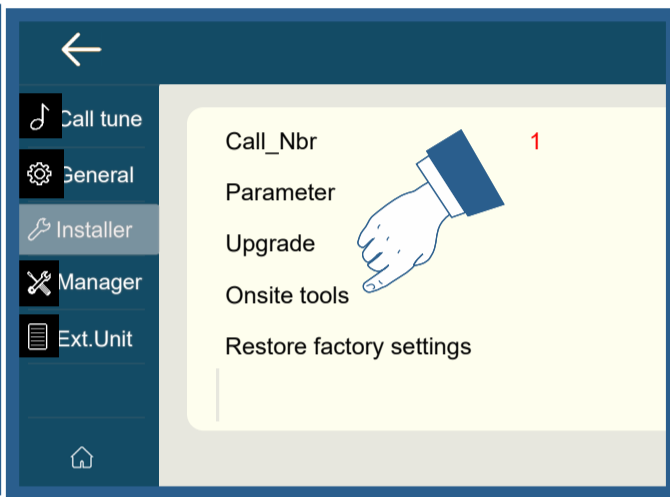 Call tune
General
Installer
Manager
Ext.Unit
Call_Nbr 1
Parameter
Upgrade
Onsite tools
Restore factory settings